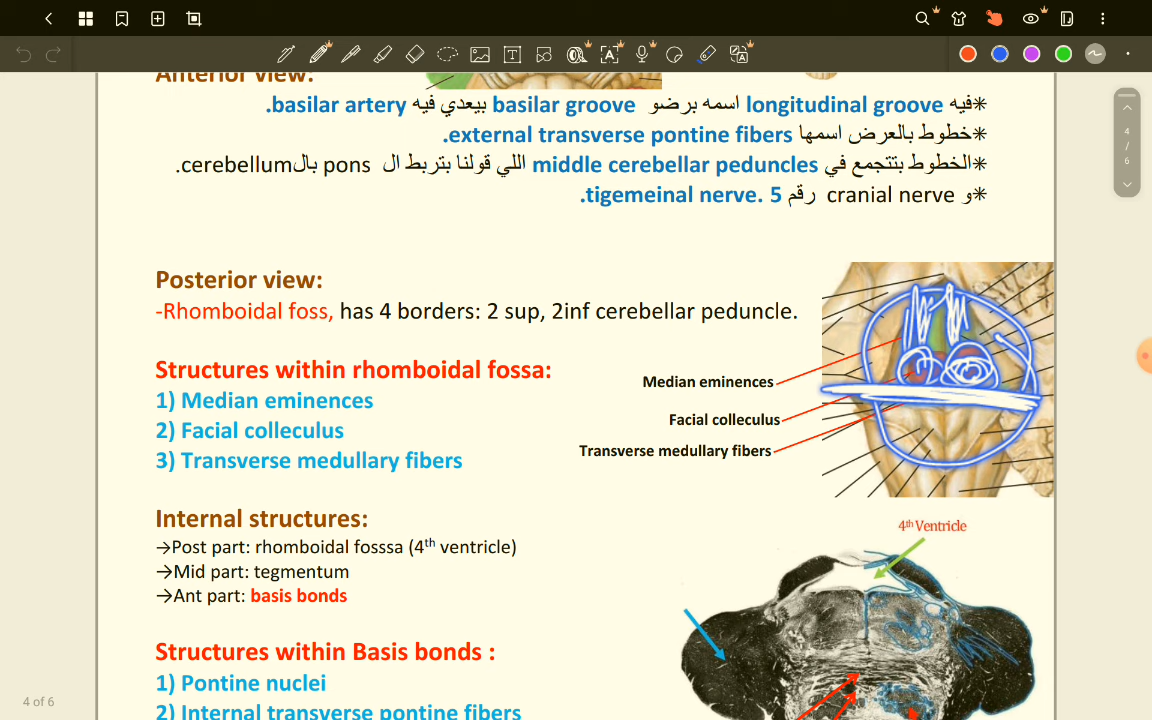 Anterior view:
✳فيه longitudinal groove اسمه برضو basilar groove بيعدي فيه basilar artery.
✳خطوط بالعرض اسمها external transverse pontine fibers.
✳الخطوط بتتجمع في middle cerebellar peduncles اللي قولنا بتربط ال pons بالcerebellum.
✳و cranial nerve رقم 5 .tigemeinal nerve.
Posterior view:
-Rhomboidal foss, has 4 borders: 2 sup, 2inf cerebellar peduncle.
Structures within rhomboidal fossa:
1) Median eminences
2) Facial colleculus
3) Transverse medullary fibers
Median eminences
Facial colleculus
Transverse medullary fibers
Internal structures:
→Post part: rhomboidal fosssa (4th ventricle)
→Mid part: tegmentum
→Ant part: basis bonds
4th Ventricle
Structures within Basis bonds :
1) Pontine nuclei
2) Internal transverse pontine fibers
4
/
6
4 of 6